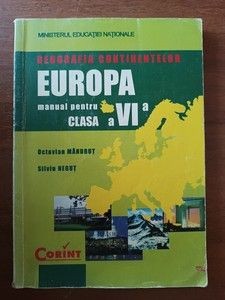 MINISTERUL EDUCAȚIEI NAȚIONALE
GEOGRAFIA CONTINENTELOR
EUROPA
manual pentru
CLASA a VI a
Octavian MÂNDRUȚ
Silviu NEGUȚ
CORINT